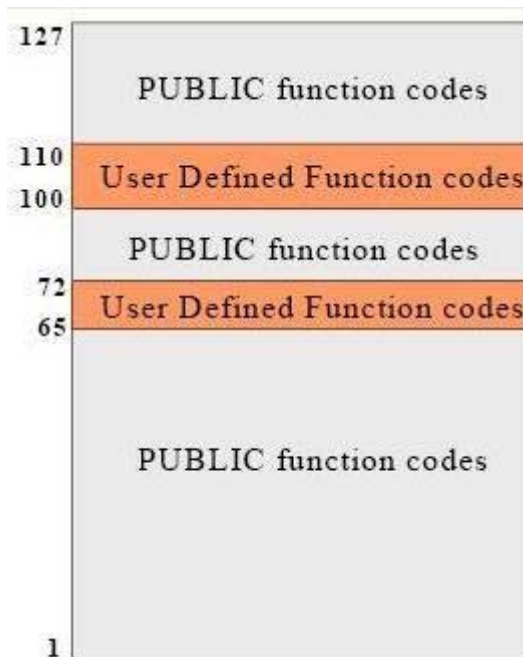 127
PUBLIC function codes
110
User Defined Function codes
100
PUBLIC function codes
72
User Defined Function codes
65
PUBLIC function codes
1